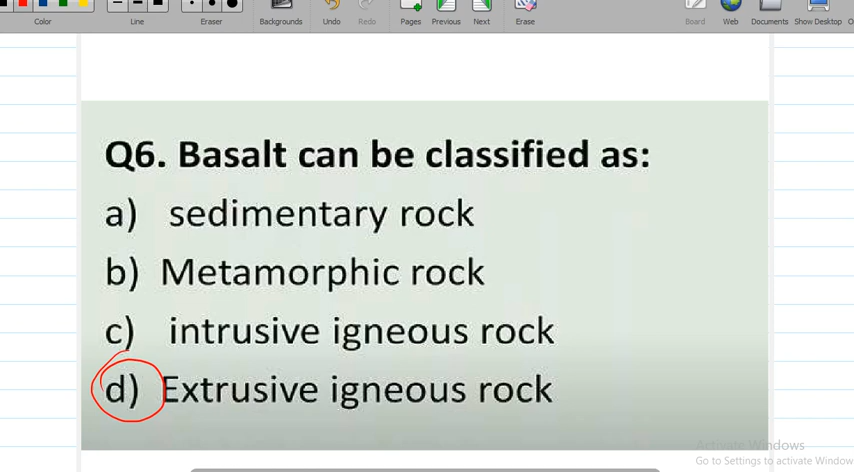 Color Line Eraser Backgrounds Undo Redo Pages Previous Next Erase Board Web Documents Show Desktop
Q6. Basalt can be classified as:
a) sedimentary rock
b) Metamorphic rock
c) intrusive igneous rock
d) Extrusive igneous rock
Activate Windows
Go to Settings to activate Window